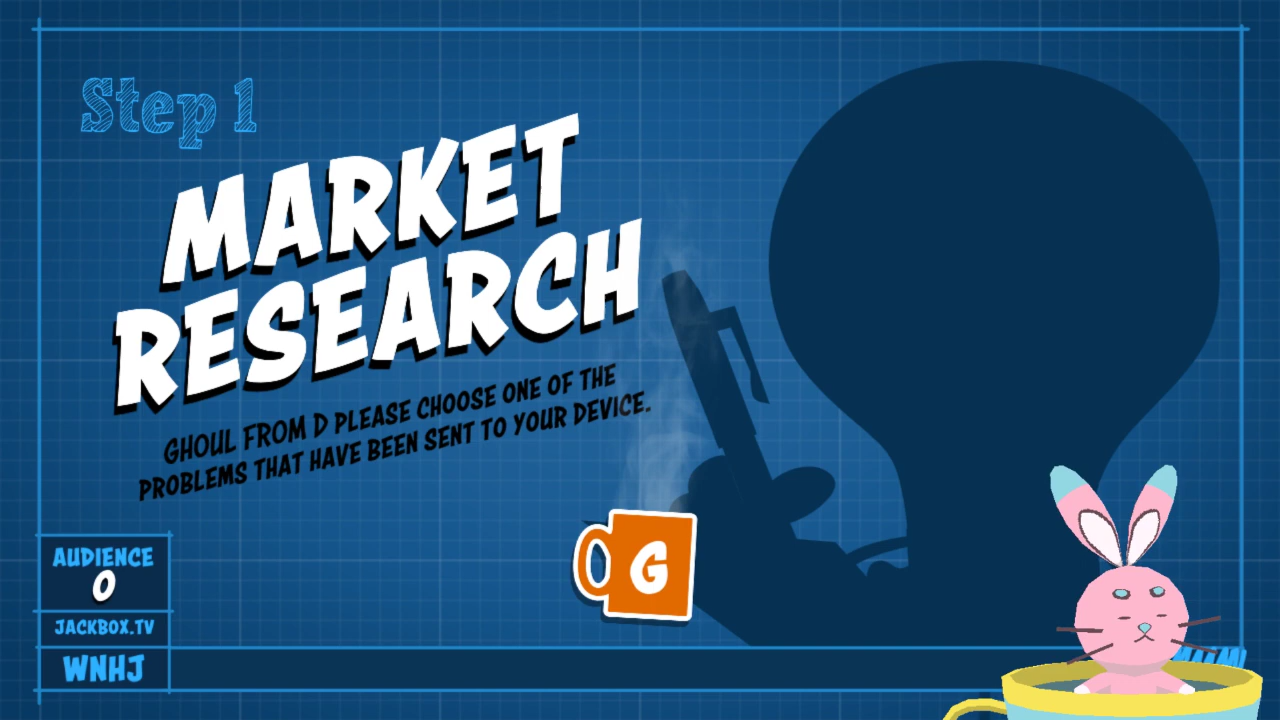 Step 1
MARKET
RESEARCH
GHOUL FROM D PLEASE CHOOSE ONE OF THE
PROBLEMS THAT HAVE BEEN SENT TO YOUR DEVICE.
G
AUDIENCE
0
JACKBOX.TV
WNHJ